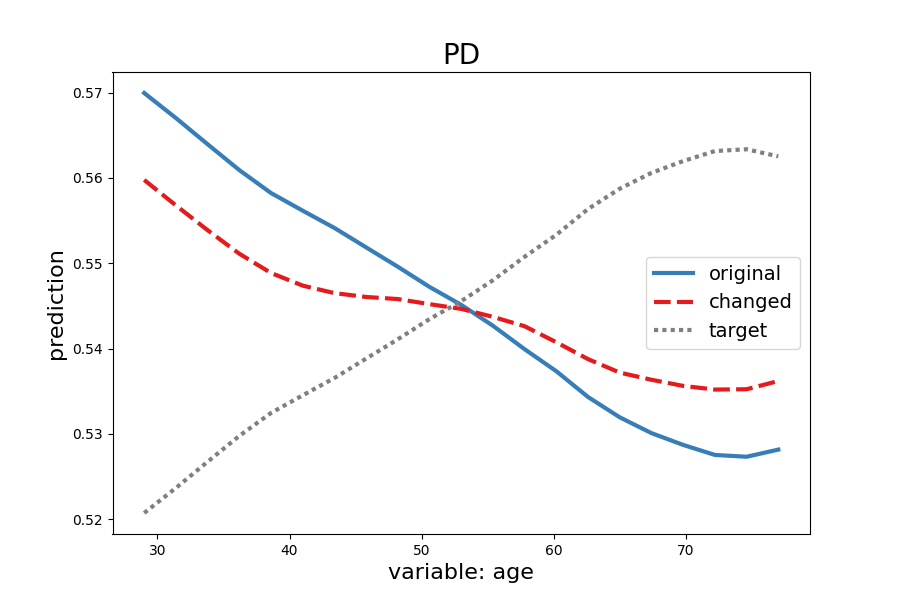 PD
prediction
0.57
0.56
0.55
0.54
0.53
0.52
original
changed
target
30 40 50 60 70
variable: age